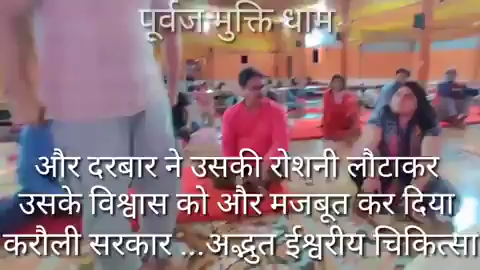 पूर्वज मुक्ति धाम
और दरबार ने उसकी रोशनी लौटाकर
उसके विश्वास को और मजबूत कर दिया
करौली सरकार ...अद्भुत ईश्वरीय चिकित्सा